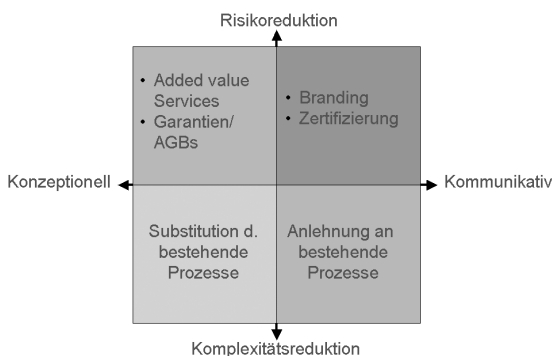 Risikoreduktion
• Added value
Services
• Garantien/
AGBs
• Branding
• Zertifizierung
Konzeptionell
Kommunikativ
Substitution d.
bestehende
Prozesse
Anlehnung an
bestehende
Prozesse
Komplexitätsreduktion